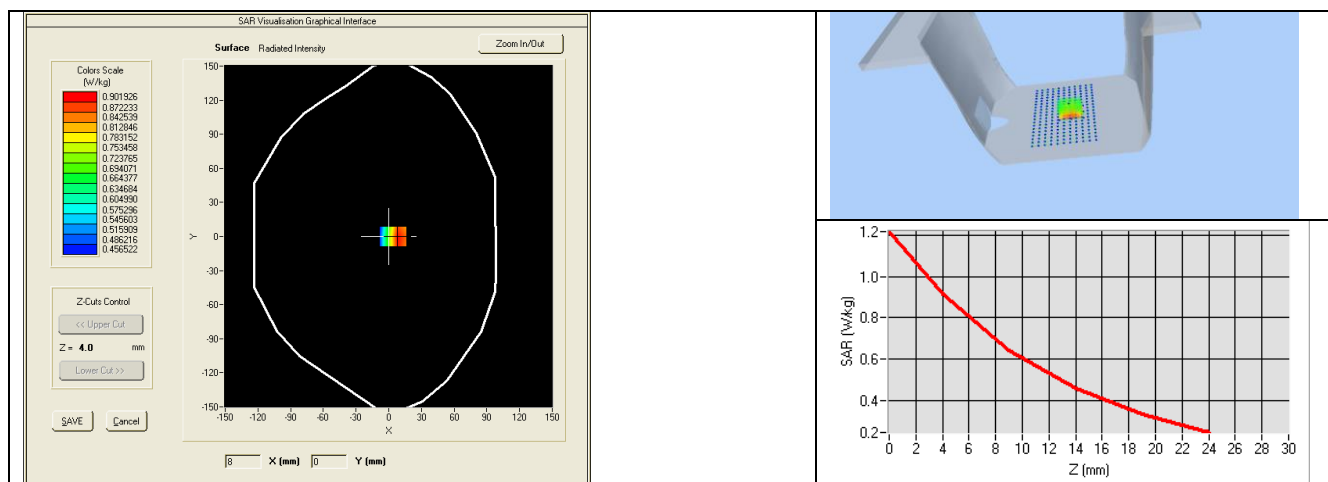 SAR Visualisation Graphical Interface
Surface Radiated Intensity
Zoom In/Out
Colors Scale
(W/kg)
0.901926
0.872233
0.842539
0.812846
0.783152
0.753458
0.723765
0.694071
0.664377
0.634684
0.604990
0.575296
0.545603
0.515909
0.486216
0.456522
Z-Cuts Control
<< Upper Cut
Z = 4.0 mm
Lower Cut >>
SAVE Cancel
150-
120-
90-
60-
30-
Y 0-
-30-
-60-
-90-
-120-
-150-
-150 -120 -90 -60 -30 0 30 60 90 120 150
X
8 X (mm) 0 Y (mm)
1.2-
1.0-
0.8-
0.6-
0.4-
0.2-
SAR (W/kg)
0 2 4 6 8 10 12 14 16 18 20 22 24 26 28 30
Z (mm)